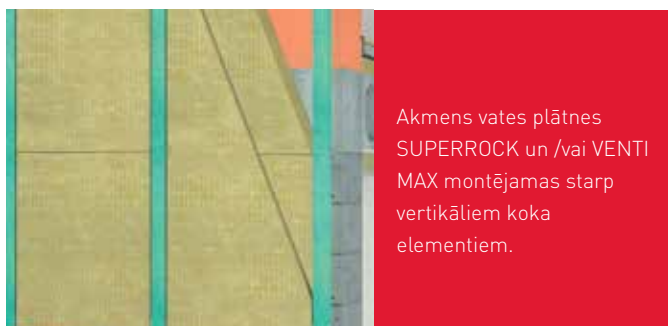 Akmens vates plātnes
SUPERROCK un /vai VENTI
MAX montējamas starp
vertikāliem koka
elementiem.